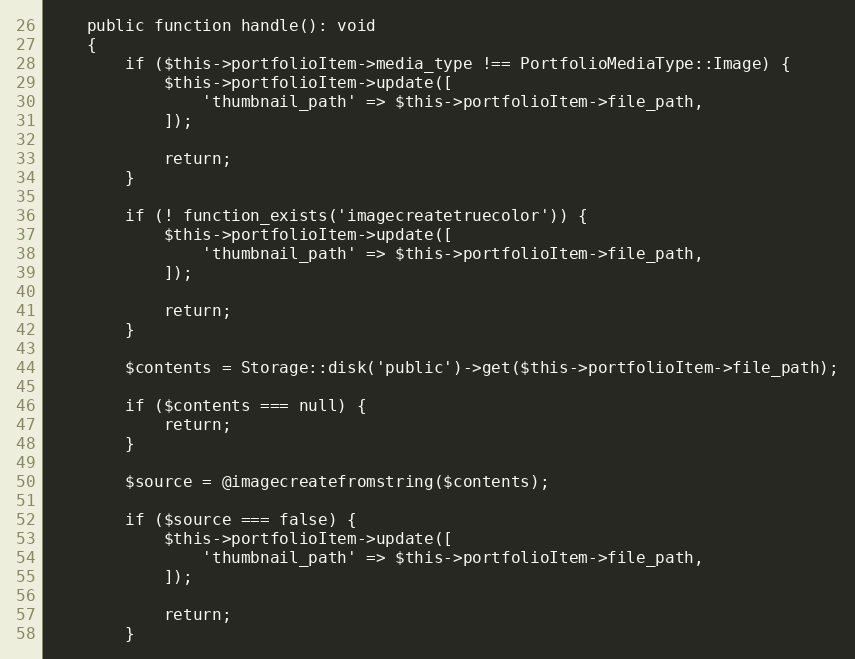 26 public function handle(): void
27 {
28 if ($this->portfolioItem->media_type !== PortfolioMediaType::Image) {
29 $this->portfolioItem->update([
30 'thumbnail_path' => $this->portfolioItem->file_path,
31 ]);
32
33 return;
34 }
35
36 if (! function_exists('imagecreatetruecolor')) {
37 $this->portfolioItem->update([
38 'thumbnail_path' => $this->portfolioItem->file_path,
39 ]);
40
41 return;
42 }
43
44 $contents = Storage::disk('public')->get($this->portfolioItem->file_path);
45
46 if ($contents === null) {
47 return;
48 }
49
50 $source = @imagecreatefromstring($contents);
51
52 if ($source === false) {
53 $this->portfolioItem->update([
54 'thumbnail_path' => $this->portfolioItem->file_path,
55 ]);
56
57 return;
58 }